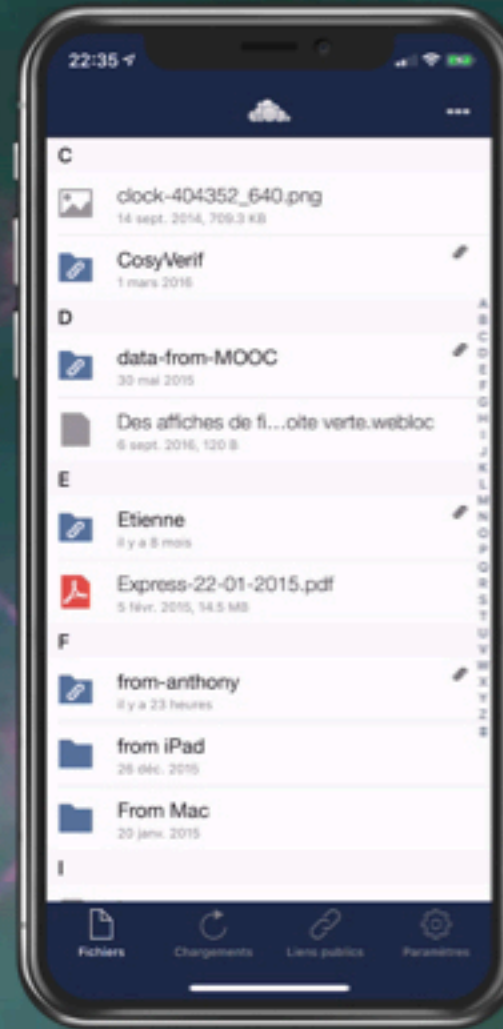 22:35
C
clock-404352_640.png
14 sept. 2014, 709.3 KB
CosyVerif
1 mars 2016
D
data-from-MOOC
30 mai 2015
Des affiches de fi...oite verte.webloc
6 sept. 2016, 120 B
E
Etienne
il y a 8 mois
Express-22-01-2015.pdf
5 févr. 2015, 14.5 MB
F
from-anthony
il y a 23 heures
from iPad
26 déc. 2015
From Mac
20 janv. 2015
I
A
B
C
D
E
F
G
H
I
J
K
L
M
N
O
P
Q
R
S
T
U
V
W
X
Y
Z
#
Fichiers
Chargements
Liens publics
Paramètres